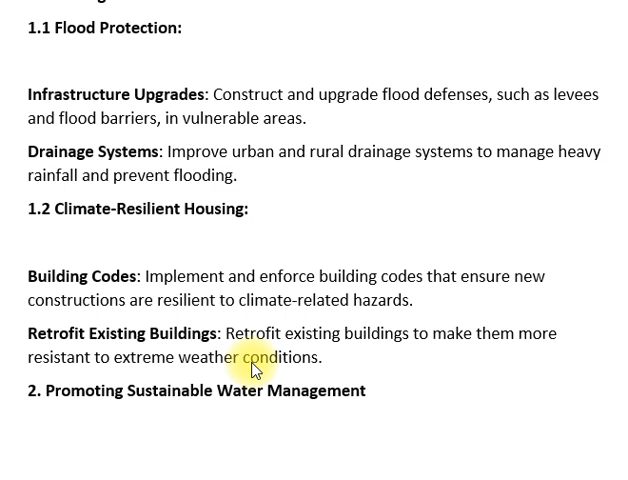 1.1 Flood Protection:
Infrastructure Upgrades: Construct and upgrade flood defenses, such as levees
and flood barriers, in vulnerable areas.
Drainage Systems: Improve urban and rural drainage systems to manage heavy
rainfall and prevent flooding.
1.2 Climate-Resilient Housing:
Building Codes: Implement and enforce building codes that ensure new
constructions are resilient to climate-related hazards.
Retrofit Existing Buildings: Retrofit existing buildings to make them more
resistant to extreme weather conditions.
2. Promoting Sustainable Water Management